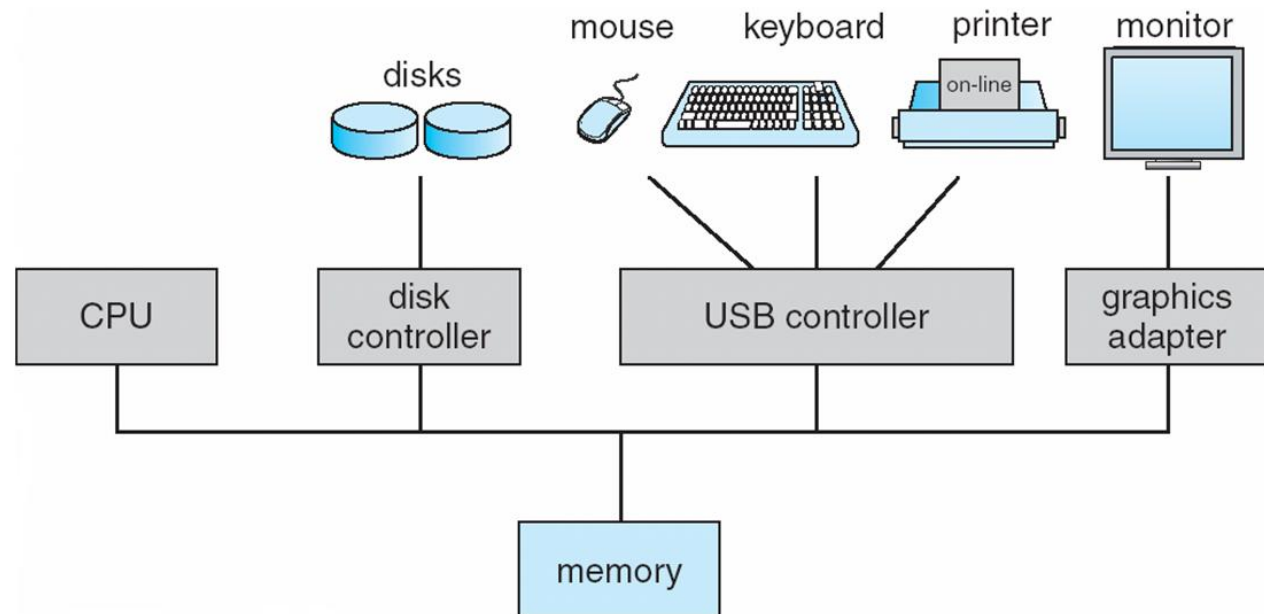 mouse
keyboard
printer
monitor
disks
on-line
CPU
disk
controller
USB controller
graphics
adapter
memory